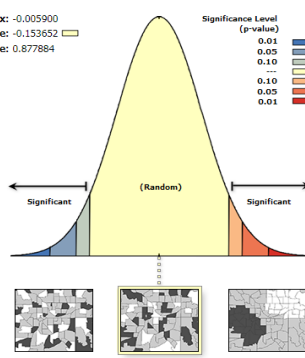 x: -0.005900
e: -0.153652
e: 0.877884
Significance Level
(p-value)
0.01
0.05
0.10
---
0.10
0.05
0.01
(Random)
Significant
Significant